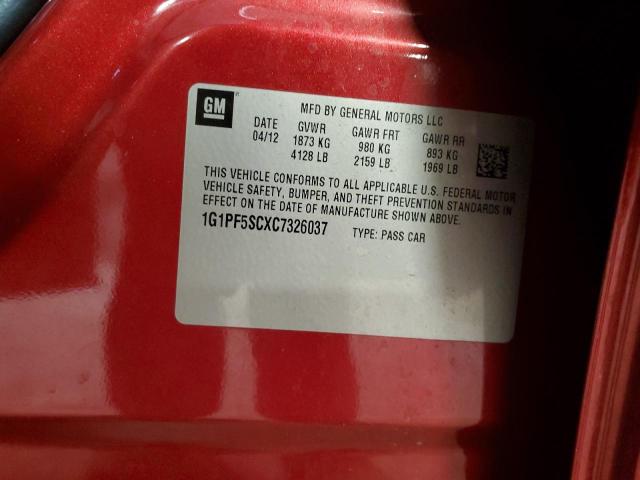 GM
MFD BY GENERAL MOTORS LLC
DATE GVWR GAWR FRT GAWR RR
04/12 1873 KG 980 KG 893 KG
4128 LB 2159 LB 1969 LB
THIS VEHICLE CONFORMS TO ALL APPLICABLE U.S. FEDERAL MOTOR
VEHICLE SAFETY, BUMPER, AND THEFT PREVENTION STANDARDS IN
EFFECT ON THE DATE OF MANUFACTURE SHOWN ABOVE.
1G1PF5SCXC7326037 TYPE: PASS CAR